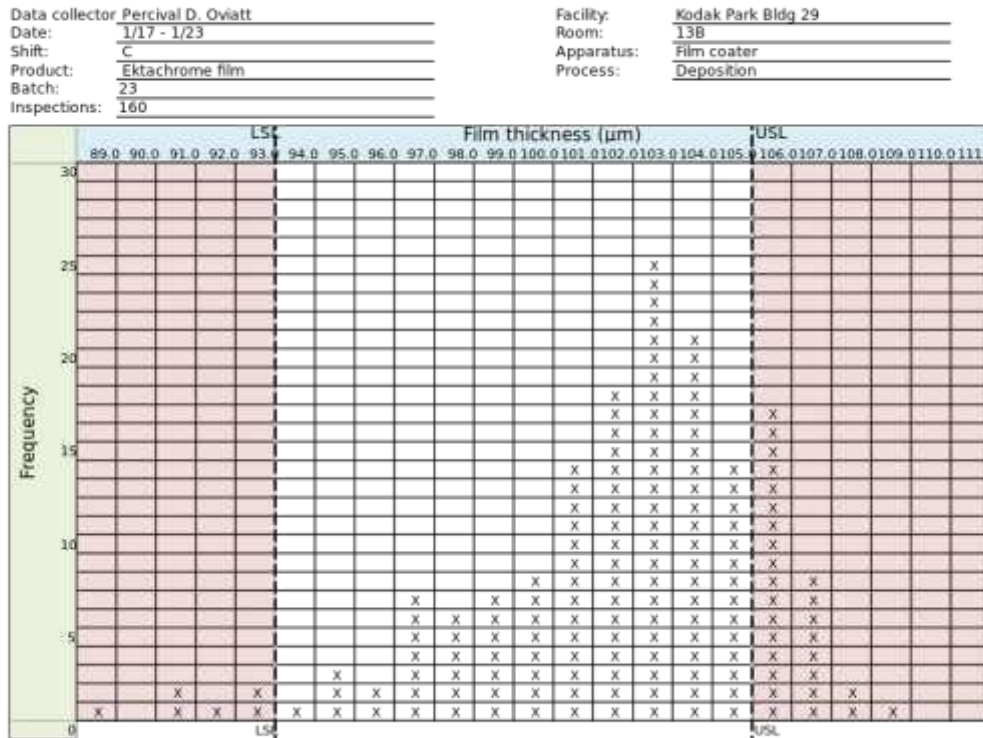 Data collector Percival D. Oviatt
Date: 1/17 - 1/23
Shift: C
Product: Ektachrome film
Batch: 23
Inspections: 160
Facility: Kodak Park Bldg 29
Room: 13B
Apparatus: Film coater
Process: Deposition
LSL Film thickness (µm) USL
89.0 90.0 91.0 92.0 93.0 94.0 95.0 96.0 97.0 98.0 99.0 100.0 101.0 102.0 103.0 104.0 105.0 106.0 107.0 108.0 109.0 110.0 111
Frequency
30
25 X
X
X
X
X X
20 X X
X X
X X X
X X X X
X X X X
15 X X X X
X X X X X X
X X X X X X
X X X X X X
X X X X X X
10 X X X X X X
X X X X X X
X X X X X X X X
X X X X X X X X X X
X X X X X X X X X X X
5 X X X X X X X X X X X
X X X X X X X X X X X
X X X X X X X X X X X X
X X X X X X X X X X X X X X X X
X X X X X X X X X X X X X X X X X X X X
0 LSL USL